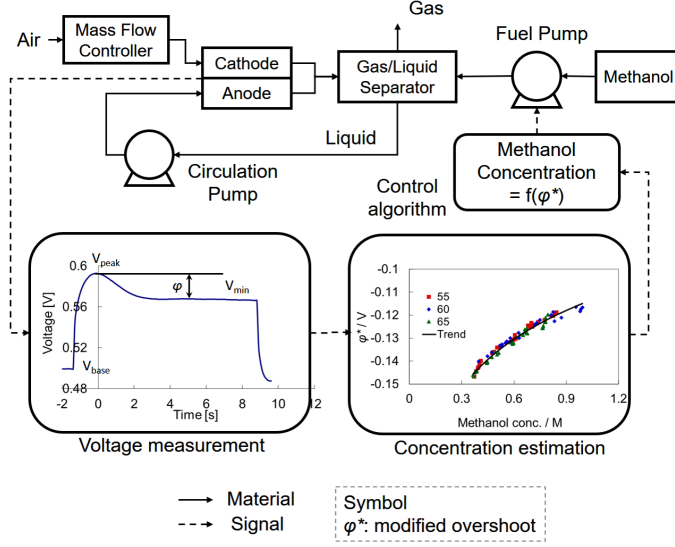 Gas
Air
Mass Flow
Controller
Cathode
Anode
Gas/Liquid
Separator
Fuel Pump
Methanol
Liquid
Circulation
Pump
Control
algorithm
Methanol
Concentration
= f(φ*)
0.6
0.56
0.52
0.48
Voltage [V]
Vpeak
φ
Vmin
Vbase
-2 0 2 4 6 8 10 12
Time [s]
Voltage measurement
-0.1
-0.11
-0.12
-0.13
-0.14
-0.15
φ* / V
55
60
65
Trend
0 0.3 0.6 0.9 1.2
Methanol conc. / M
Concentration estimation
Material
Signal
Symbol
φ*: modified overshoot